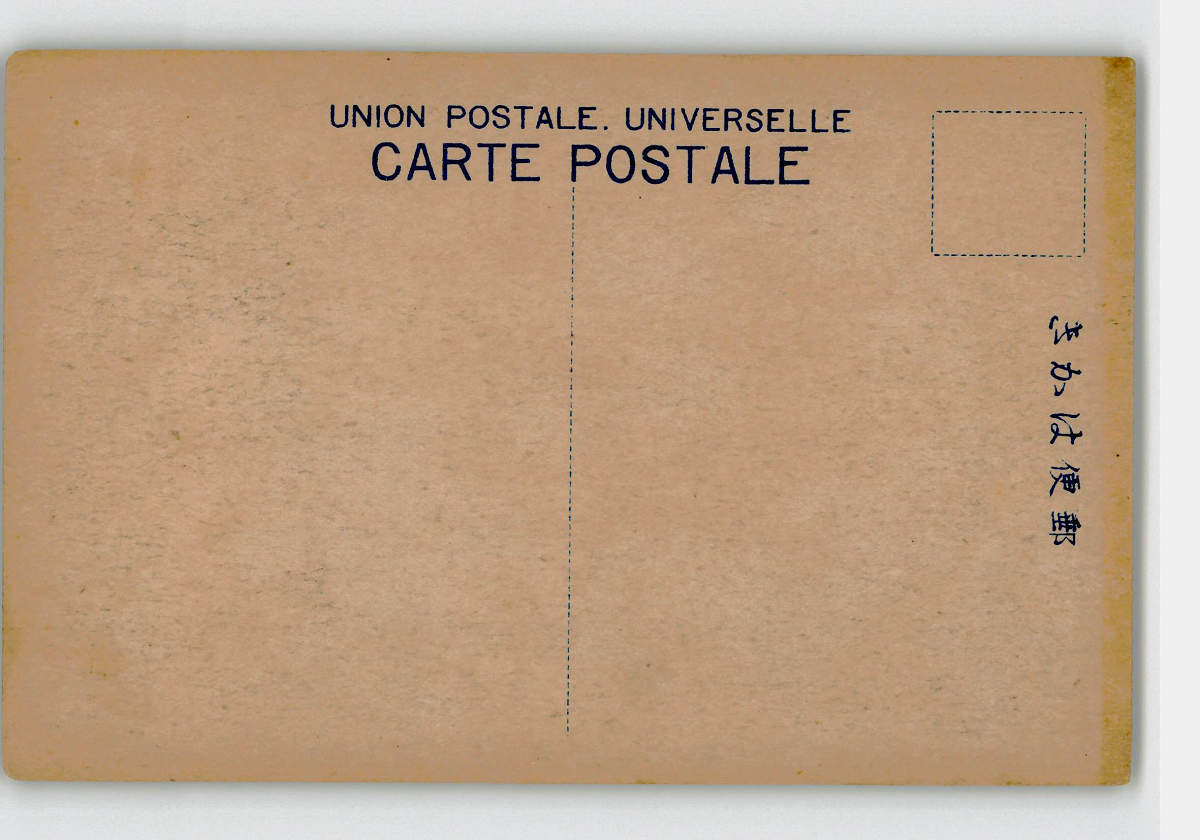 UNION POSTALE. UNIVERSELLE
CARTE POSTALE
郵便はかき